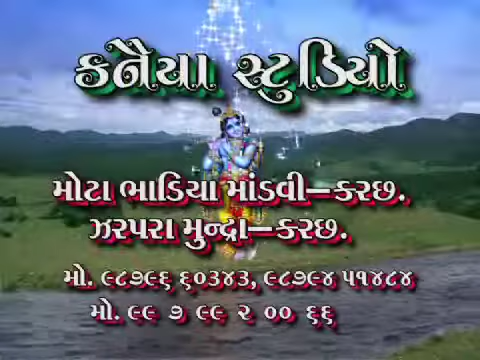 કનૈયા સ્ટુડિયો
મોટા ભાડિયા માંડવી–કચ્છ.
ઝરપરા મુન્દ્રા–કચ્છ.
મો. ૯૮૭૯૬ ૬૦૩૪૩, ૯૮૭૯૪ ૫૧૪૮૪
મો. ૯૯ ૭ ૯૯ ૨ ૦૦ ૬૬